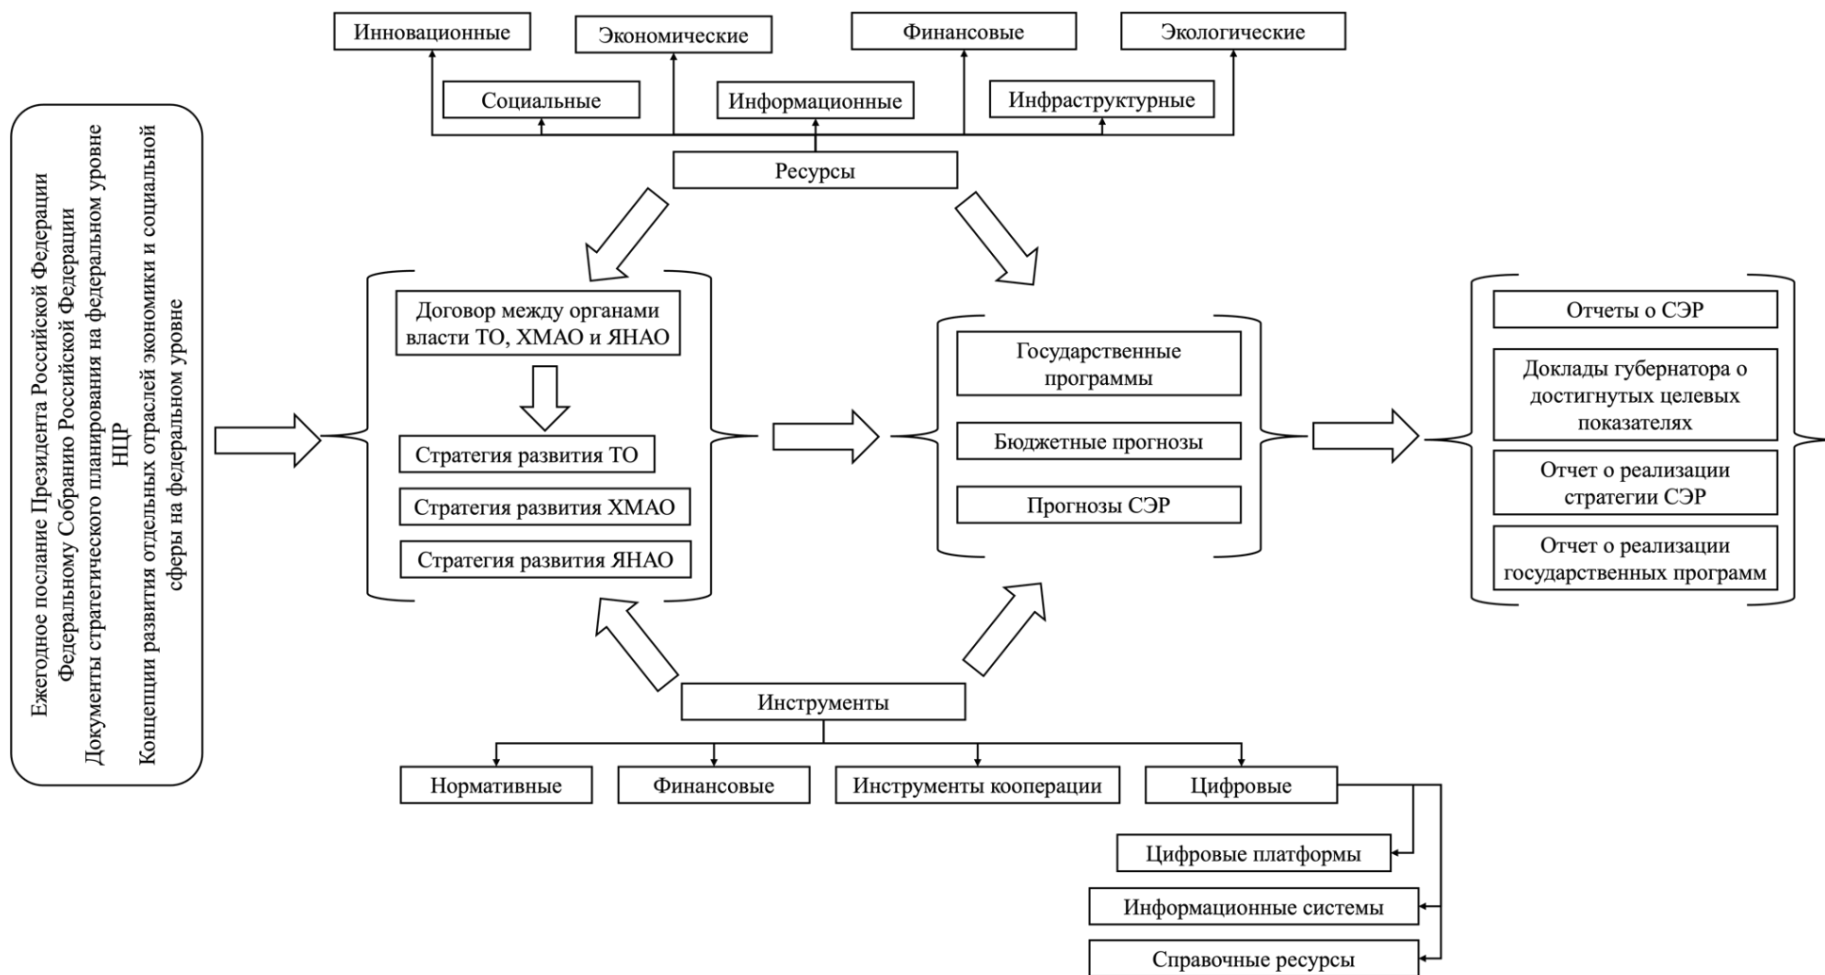 Инновационные
Экономические
Финансовые
Экологические
Социальные
Информационные
Инфраструктурные
Ресурсы
Ежегодное послание Президента Российской Федерации
Федеральному Собранию Российской Федерации
Документы стратегического планирования на федеральном уровне
НЦР
Концепции развития отдельных отраслей экономики и социальной
сферы на федеральном уровне
Договор между органами
власти ТО, ХМАО и ЯНАО
Стратегия развития ТО
Стратегия развития ХМАО
Стратегия развития ЯНАО
Государственные
программы
Бюджетные прогнозы
Прогнозы СЭР
Отчеты о СЭР
Доклады губернатора о
достигнутых целевых
показателях
Отчет о реализации
стратегии СЭР
Отчет о реализации
государственных программ
Инструменты
Нормативные
Финансовые
Инструменты кооперации
Цифровые
Цифровые платформы
Информационные системы
Справочные ресурсы